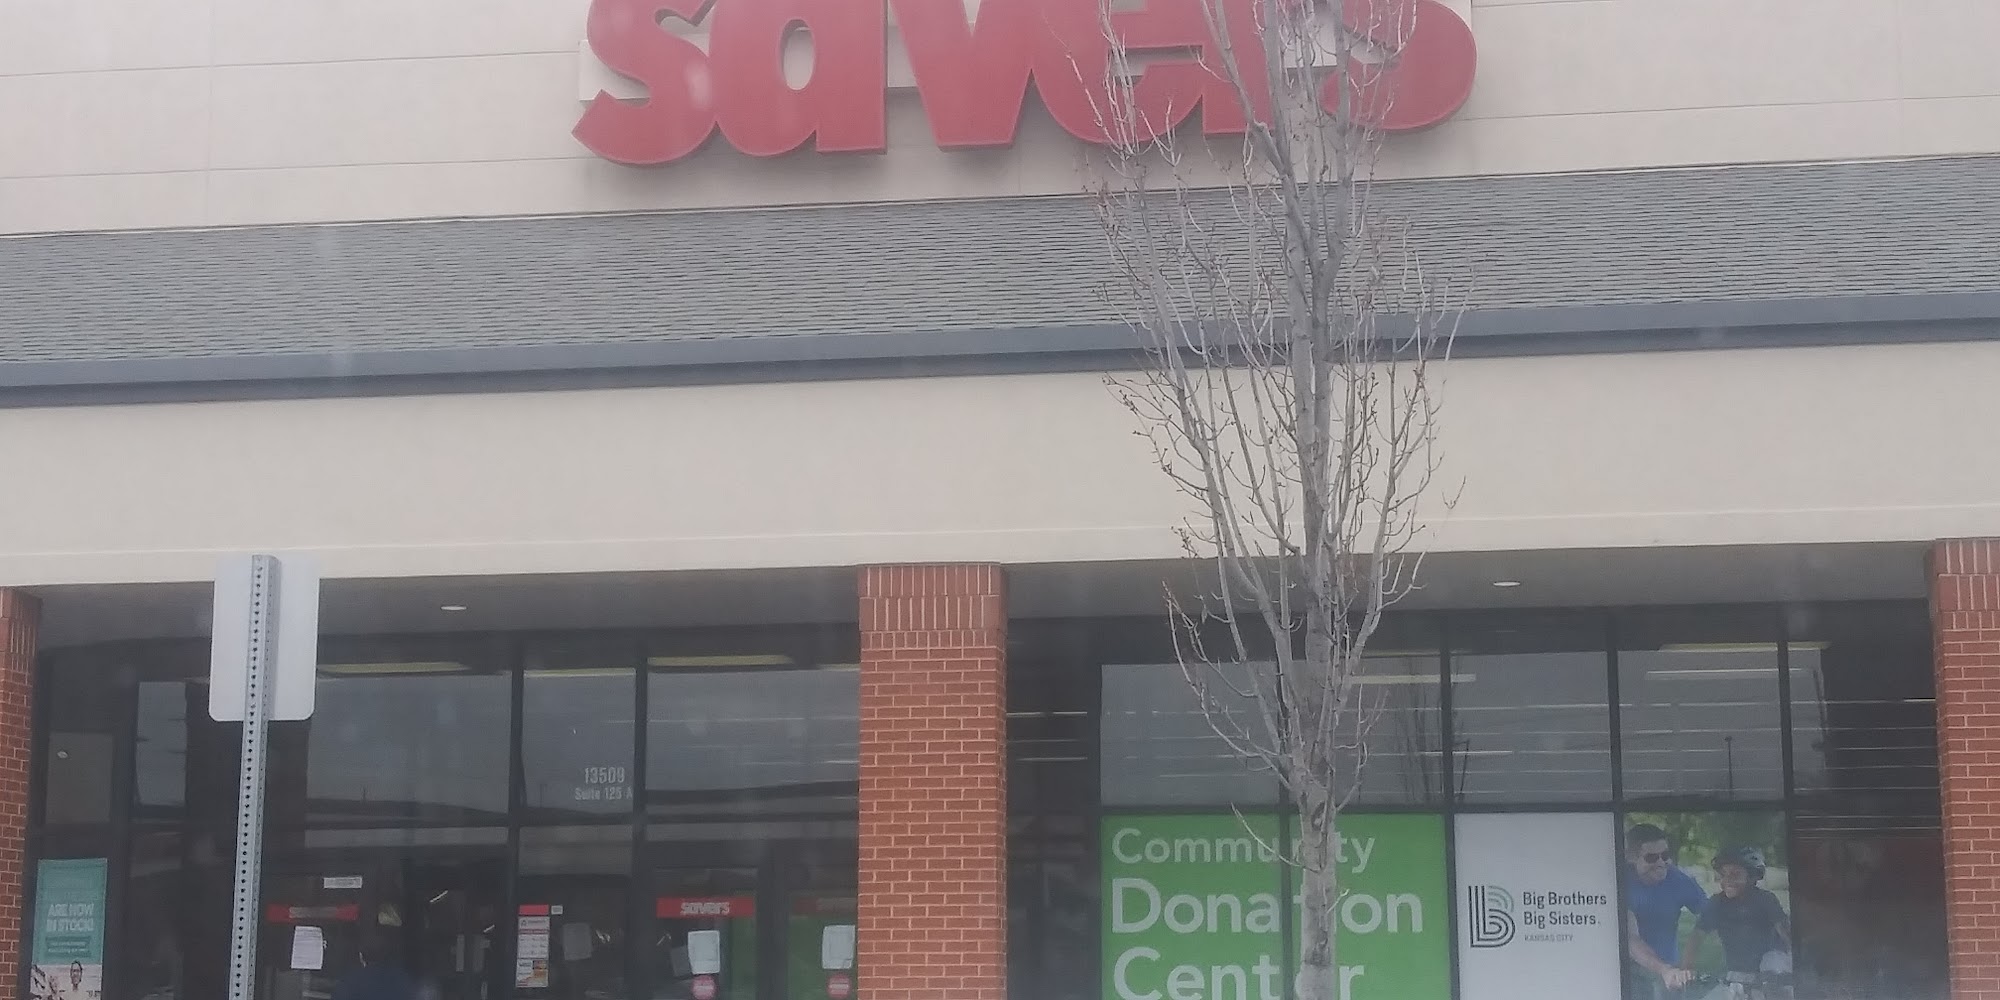 savers
13509
Suite 125 A
Community
Donation
Center
Big Brothers
Big Sisters.
KANSAS CITY
ARE NOW
IN STOCK!
savers
savers